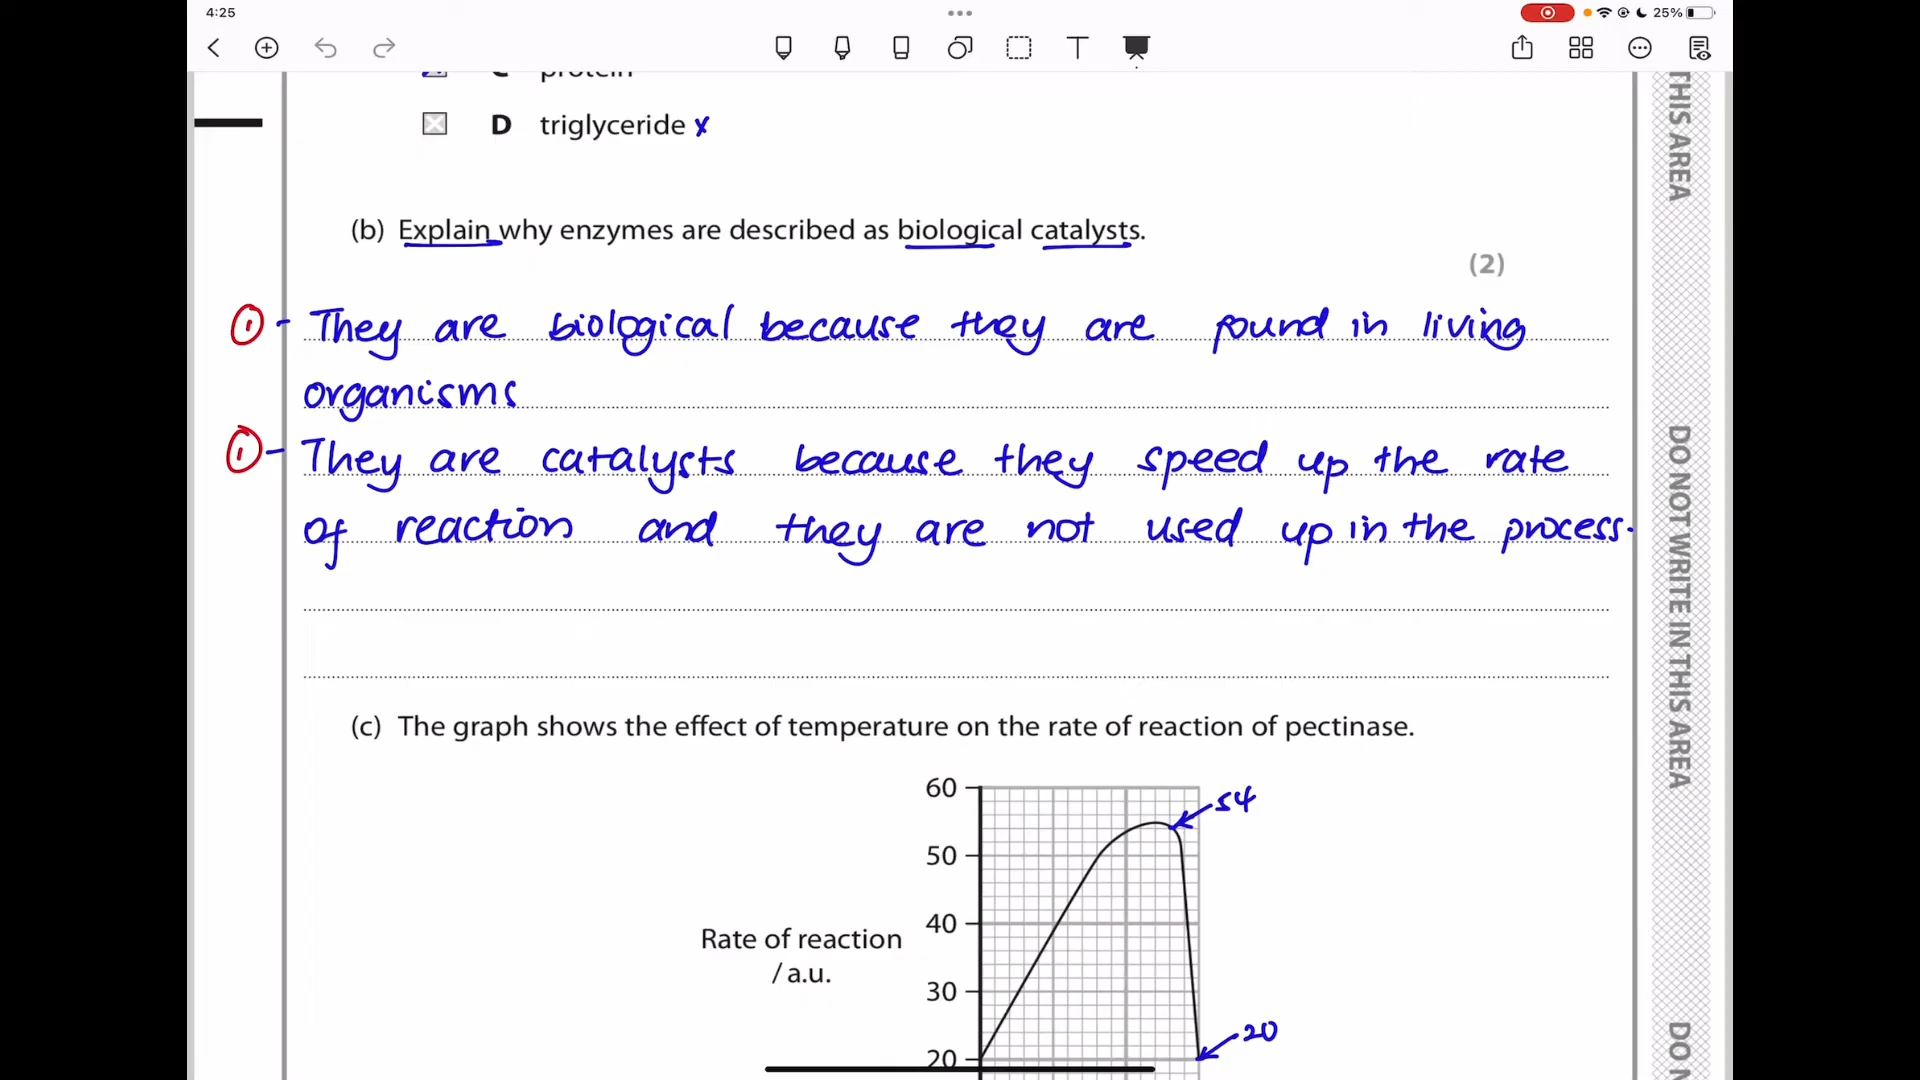 4:25
25%
C protein
D triglyceride x
(b) Explain why enzymes are described as biological catalysts.
(2)
① - They are biological because they are found in living
organisms
① - They are catalysts because they speed up the rate
of reaction and they are not used up in the process.
(c) The graph shows the effect of temperature on the rate of reaction of pectinase.
60
54
50
40
Rate of reaction
/ a.u.
30
20
20
THIS AREA
DO NOT WRITE IN THIS AREA
DO N